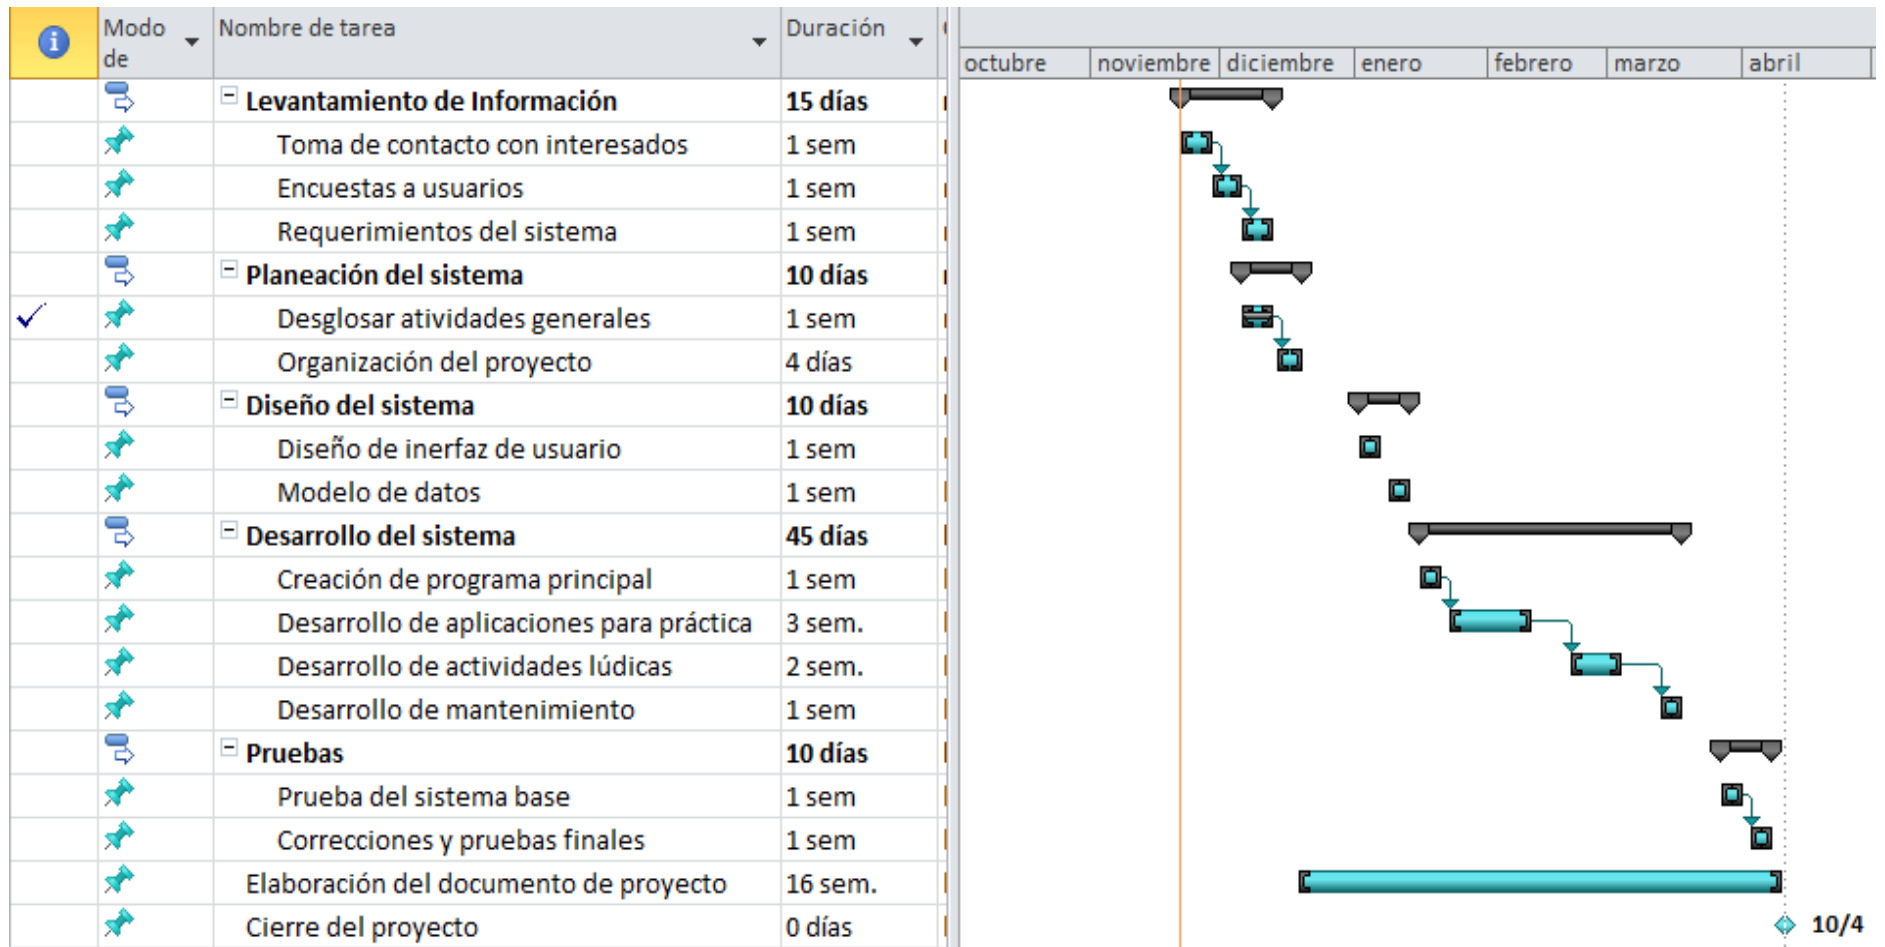 Modo de
Nombre de tarea
Duración
octubre noviembre diciembre enero febrero marzo abril
Levantamiento de Información 15 días
Toma de contacto con interesados 1 sem
Encuestas a usuarios 1 sem
Requerimientos del sistema 1 sem
Planeación del sistema 10 días
Desglosar atividades generales 1 sem
Organización del proyecto 4 días
Diseño del sistema 10 días
Diseño de inerfaz de usuario 1 sem
Modelo de datos 1 sem
Desarrollo del sistema 45 días
Creación de programa principal 1 sem
Desarrollo de aplicaciones para práctica 3 sem.
Desarrollo de actividades lúdicas 2 sem.
Desarrollo de mantenimiento 1 sem
Pruebas 10 días
Prueba del sistema base 1 sem
Correcciones y pruebas finales 1 sem
Elaboración del documento de proyecto 16 sem.
Cierre del proyecto 0 días 10/4